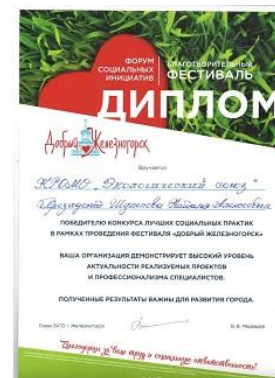 ФОРУМ
СОЦИАЛЬНЫХ
ИНИЦИАТИВ
БЛАГОТВОРИТЕЛЬНЫЙ
ФЕСТИВАЛЬ
ДИПЛОМ
Добрый Железногорск
Вручается
КРОМО "Экологический союз"
Президента
ПОБЕДИТЕЛЮ КОНКУРСА ЛУЧШИХ СОЦИАЛЬНЫХ ПРАКТИК
В РАМКАХ ПРОВЕДЕНИЯ ФЕСТИВАЛЯ «ДОБРЫЙ ЖЕЛЕЗНОГОРСК»
ВАША ОРГАНИЗАЦИЯ ДЕМОНСТРИРУЕТ ВЫСОКИЙ УРОВЕНЬ
АКТУАЛЬНОСТИ РЕАЛИЗУЕМЫХ ПРОЕКТОВ
И ПРОФЕССИОНАЛИЗМА СПЕЦИАЛИСТОВ.
ПОЛУЧЕННЫЕ РЕЗУЛЬТАТЫ ВАЖНЫ ДЛЯ РАЗВИТИЯ ГОРОДА.
Глава ЗАТО г. Железногорск
В.В. Медведев
Благодарим за Ваш труд и социальную ответственность!